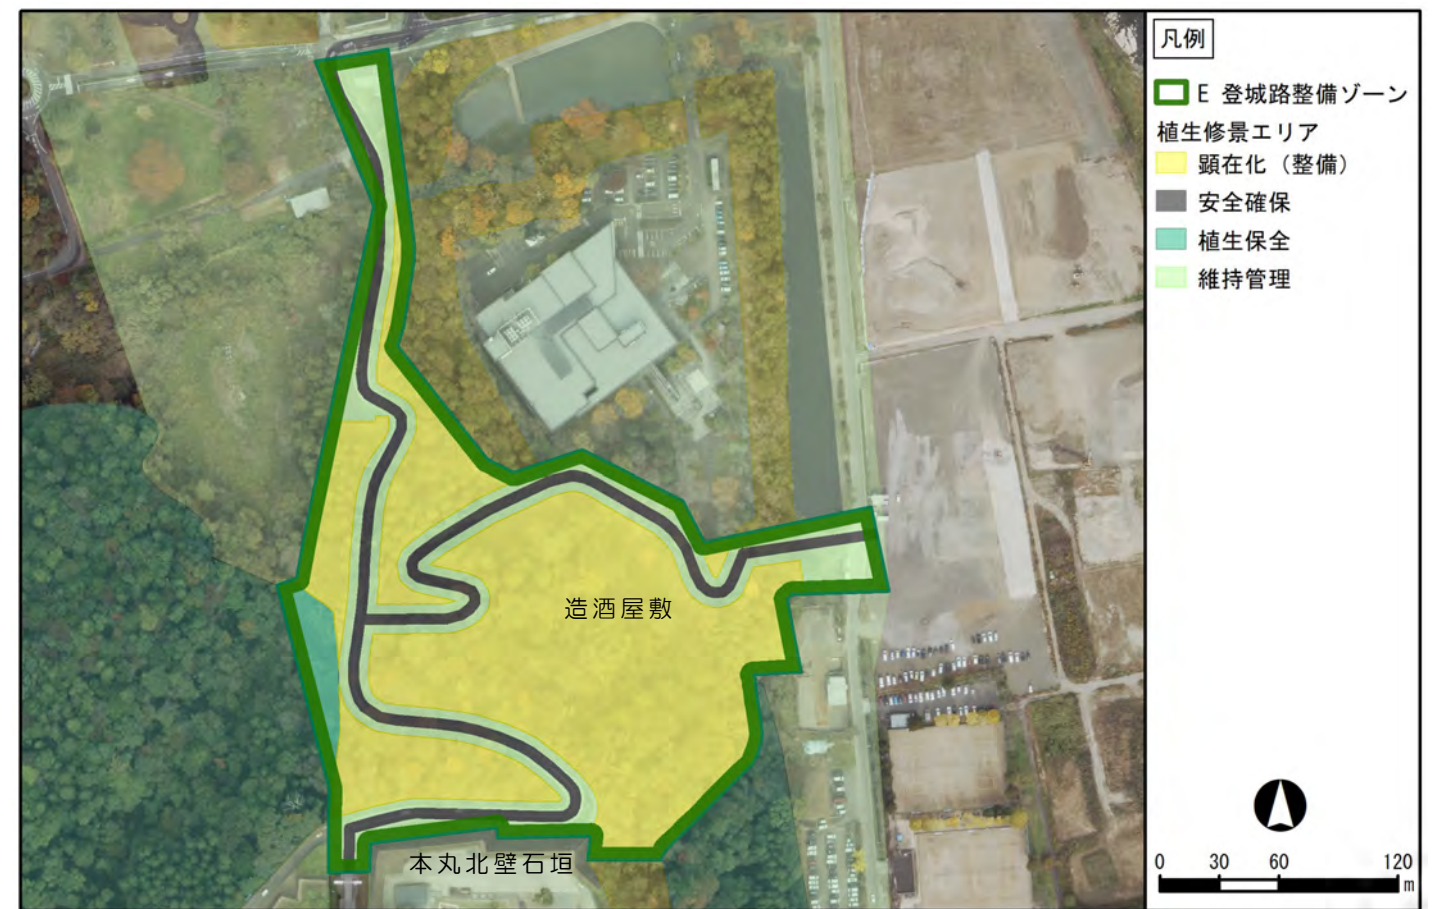 凡例
E 登城路整備ゾーン
植生修景エリア
顕在化（整備）
安全確保
植生保全
維持管理
造酒屋敷
本丸北壁石垣
0 30 60 120
m